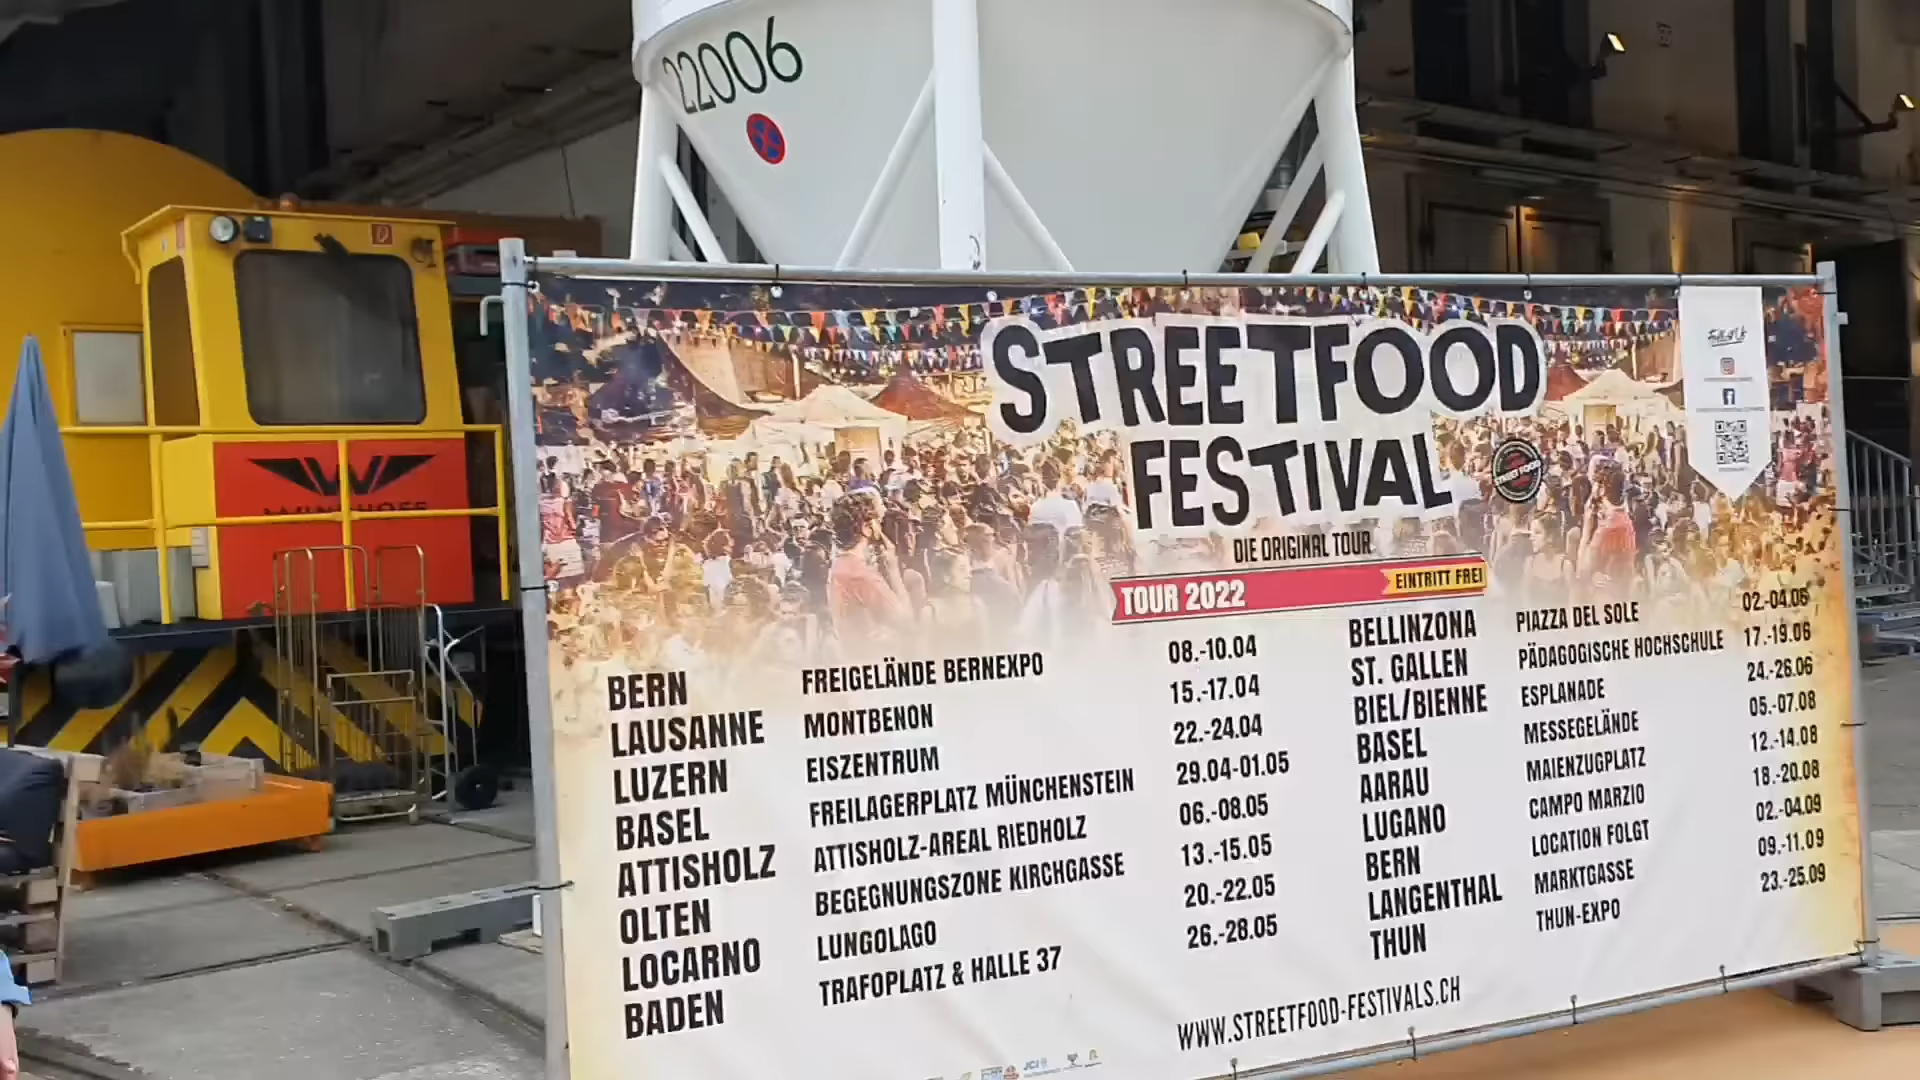 22006
STREETFOOD
FESTIVAL
DIE ORIGINAL TOUR
TOUR 2022 EINTRITT FREI
BERN FREIGELÄNDE BERNEXPO 08.-10.04
LAUSANNE MONTBENON 15.-17.04
LUZERN EISZENTRUM 22.-24.04
BASEL FREILAGERPLATZ MÜNCHENSTEIN 29.04-01.05
ATTISHOLZ ATTISHOLZ-AREAL RIEDHOLZ 06.-08.05
OLTEN BEGEGNUNGSZONE KIRCHGASSE 13.-15.05
LOCARNO LUNGOLAGO 20.-22.05
BADEN TRAFOPLATZ & HALLE 37 26.-28.05
BELLINZONA PIAZZA DEL SOLE 02.-04.06
ST. GALLEN PÄDAGOGISCHE HOCHSCHULE 17.-19.06
BIEL/BIENNE ESPLANADE 24.-26.06
BASEL MESSEGELÄNDE 05.-07.08
AARAU MAIENZUGPLATZ 12.-14.08
LUGANO CAMPO MARZIO 18.-20.08
BERN LOCATION FOLGT 02.-04.09
LANGENTHAL MARKTGASSE 09.-11.09
THUN THUN-EXPO 23.-25.09
WWW.STREETFOOD-FESTIVALS.CH
JCI